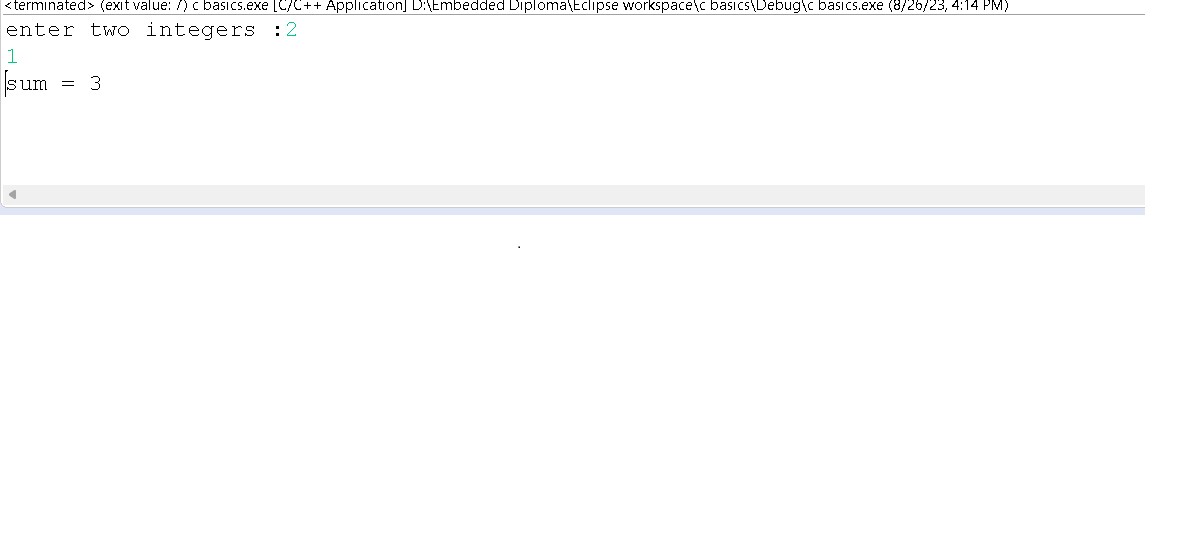 <terminated> (exit value: 7) c basics.exe [C/C++ Application] D:\Embedded Diploma\Eclipse workspace\c basics\Debug\c basics.exe (8/26/23, 4:14 PM)
enter two integers :2
1
sum = 3